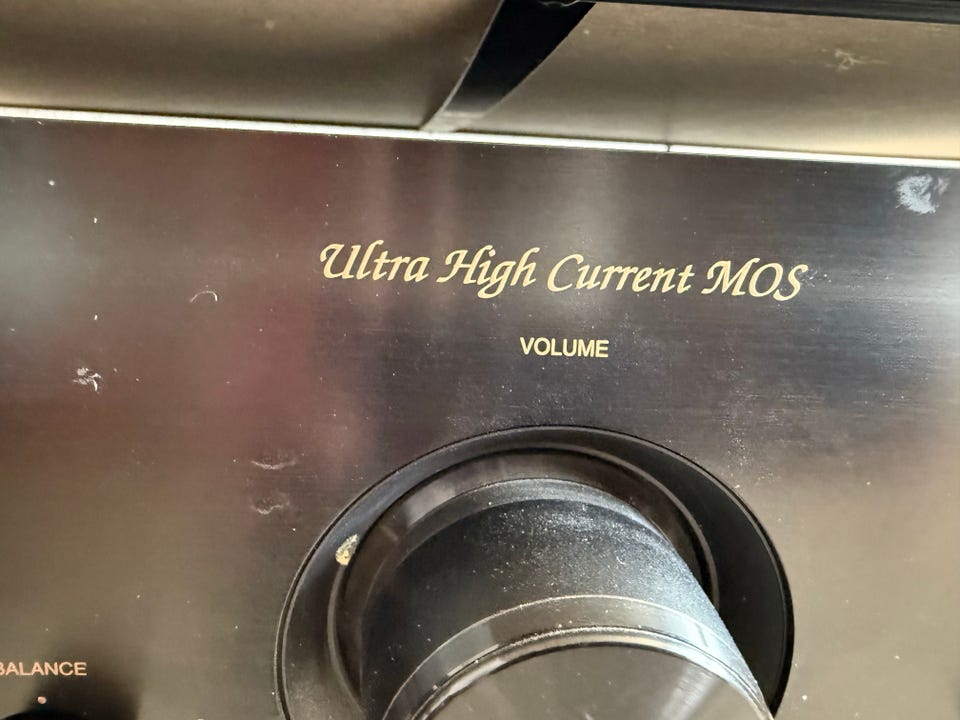 Ultra High Current MOS
VOLUME
BALANCE